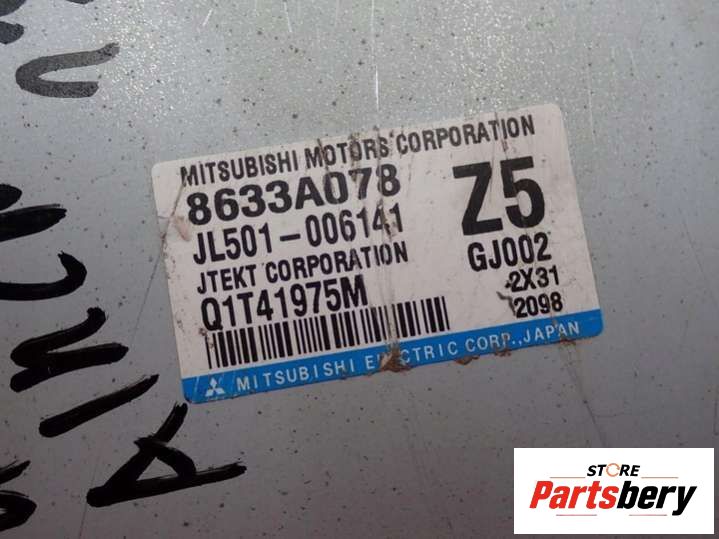 MITSUBISHI MOTORS CORPORATION
8633A078
Z5
JL501-006141
GJ002
JTEKT CORPORATION
2X31
Q1T41975M
2098
MITSUBISHI ELECTRIC CORP., JAPAN
STORE
Partsbery